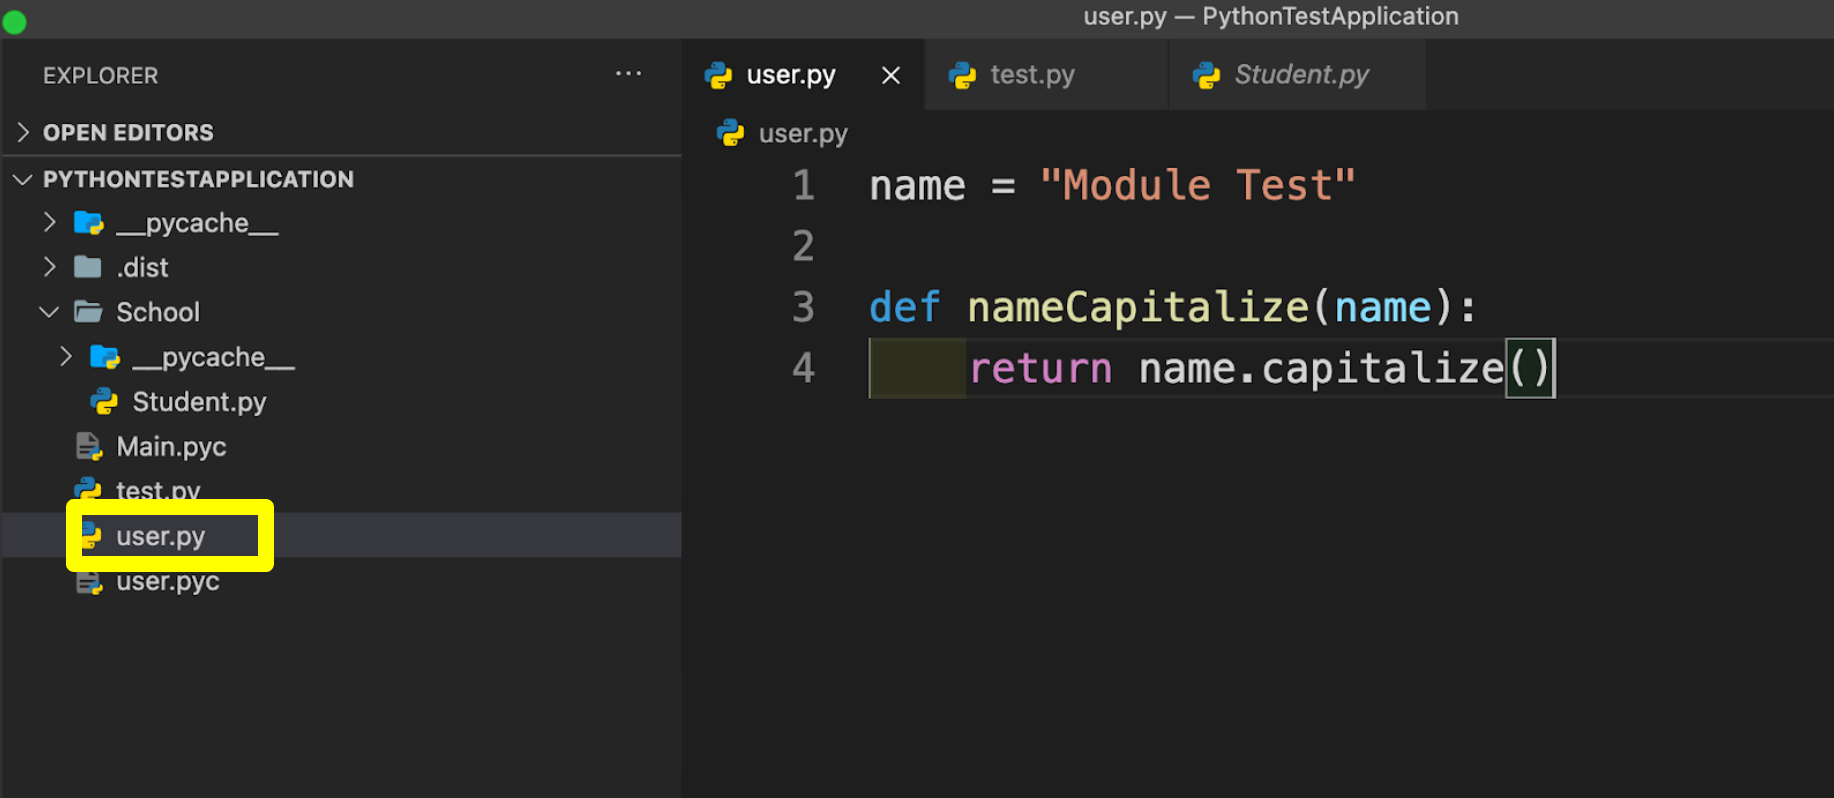 user.py — PythonTestApplication
EXPLORER ...
OPEN EDITORS
PYTHONTESTAPPLICATION
__pycache__
.dist
School
__pycache__
Student.py
Main.pyc
test.py
user.py
user.pyc
user.py test.py Student.py
user.py
1 name = "Module Test"
2
3 def nameCapitalize(name):
4     return name.capitalize()